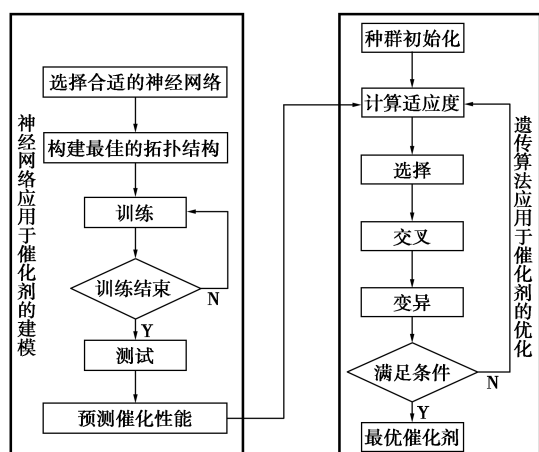 神经网络应用于催化剂的建模
选择合适的神经网络
构建最佳的拓扑结构
训练
训练结束
N
Y
测试
预测催化性能
种群初始化
计算适应度
选择
交叉
变异
满足条件
N
Y
最优催化剂
遗传算法应用于催化剂的优化